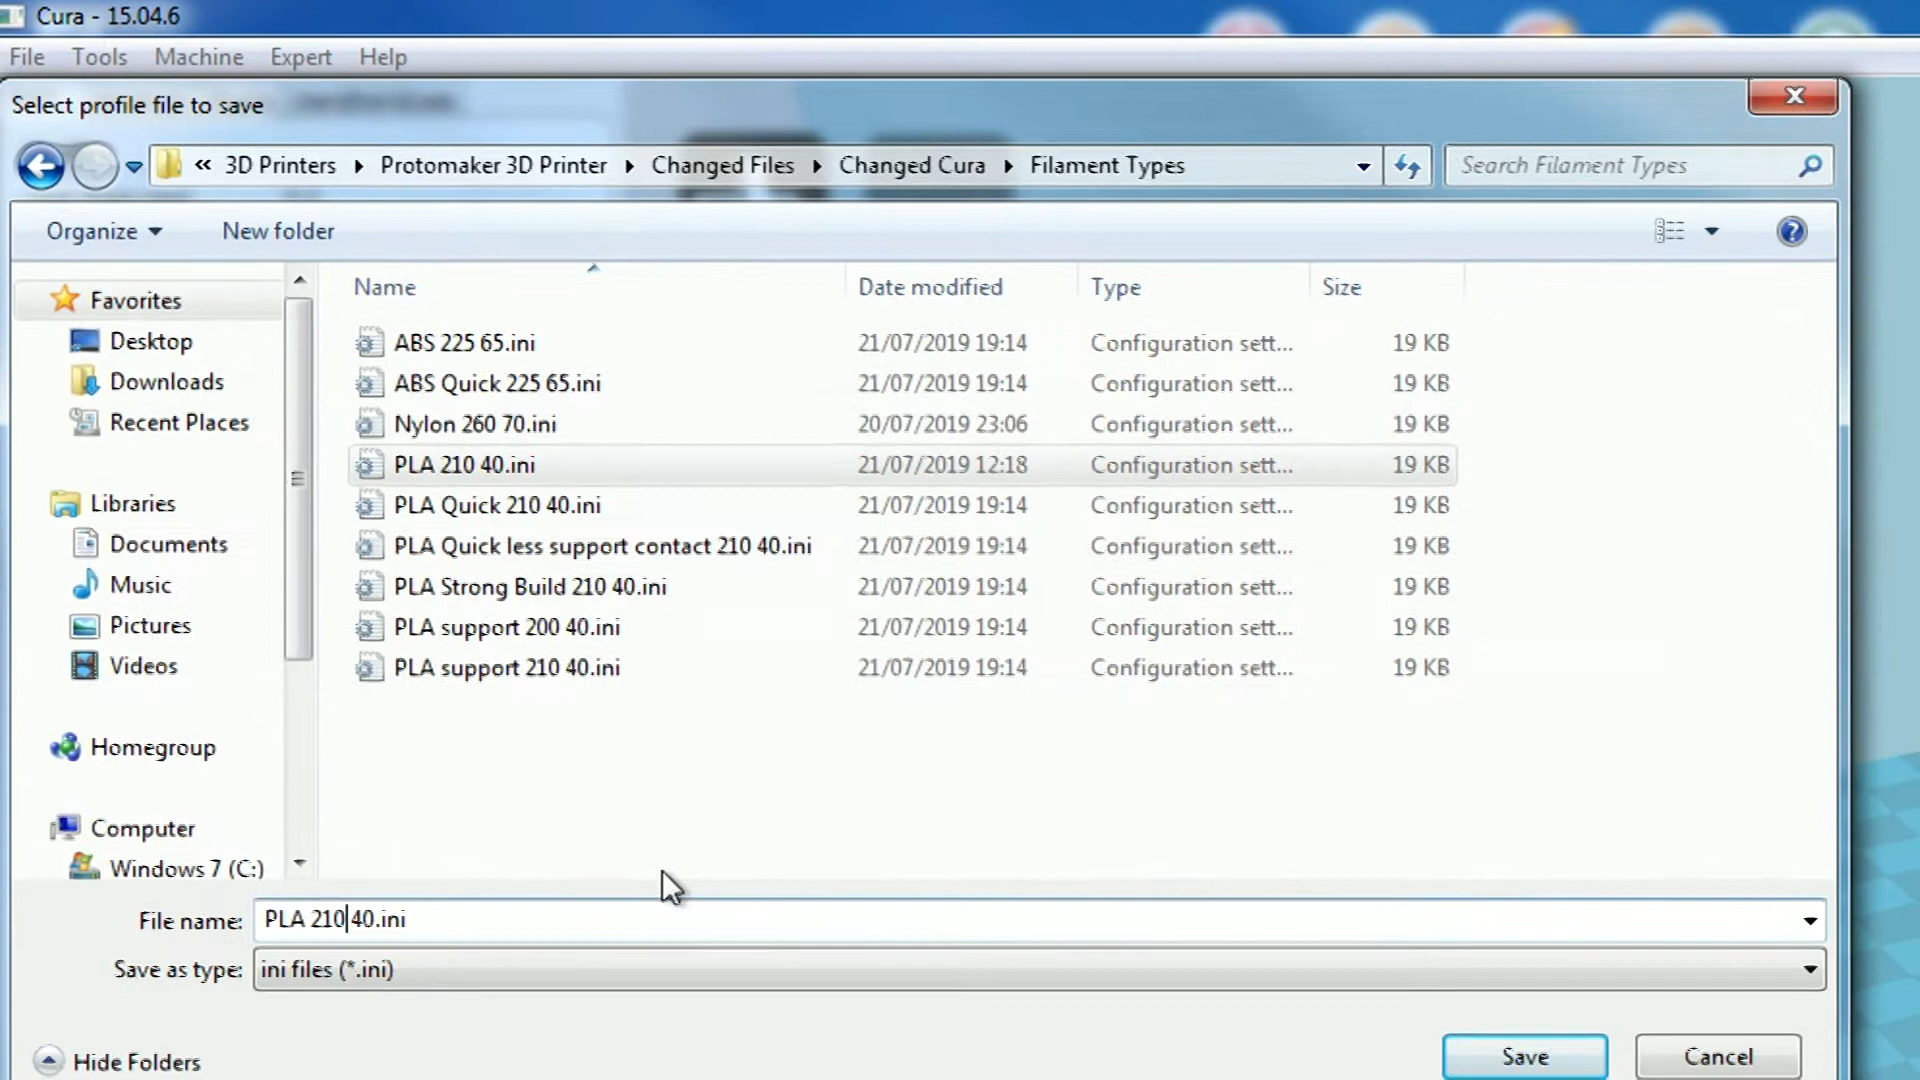 Cura - 15.04.6
File Tools Machine Expert Help
Select profile file to save
« 3D Printers Protomaker 3D Printer Changed Files Changed Cura Filament Types Search Filament Types
Organize New folder
Name Date modified Type Size
Favorites
Desktop
Downloads
Recent Places
Libraries
Documents
Music
Pictures
Videos
Homegroup
Computer
Windows 7 (C:)
ABS 225 65.ini 21/07/2019 19:14 Configuration sett... 19 KB
ABS Quick 225 65.ini 21/07/2019 19:14 Configuration sett... 19 KB
Nylon 260 70.ini 20/07/2019 23:06 Configuration sett... 19 KB
PLA 210 40.ini 21/07/2019 12:18 Configuration sett... 19 KB
PLA Quick 210 40.ini 21/07/2019 19:14 Configuration sett... 19 KB
PLA Quick less support contact 210 40.ini 21/07/2019 19:14 Configuration sett... 19 KB
PLA Strong Build 210 40.ini 21/07/2019 19:14 Configuration sett... 19 KB
PLA support 200 40.ini 21/07/2019 19:14 Configuration sett... 19 KB
PLA support 210 40.ini 21/07/2019 19:14 Configuration sett... 19 KB
File name: PLA 210 40.ini
Save as type: ini files (*.ini)
Hide Folders Save Cancel